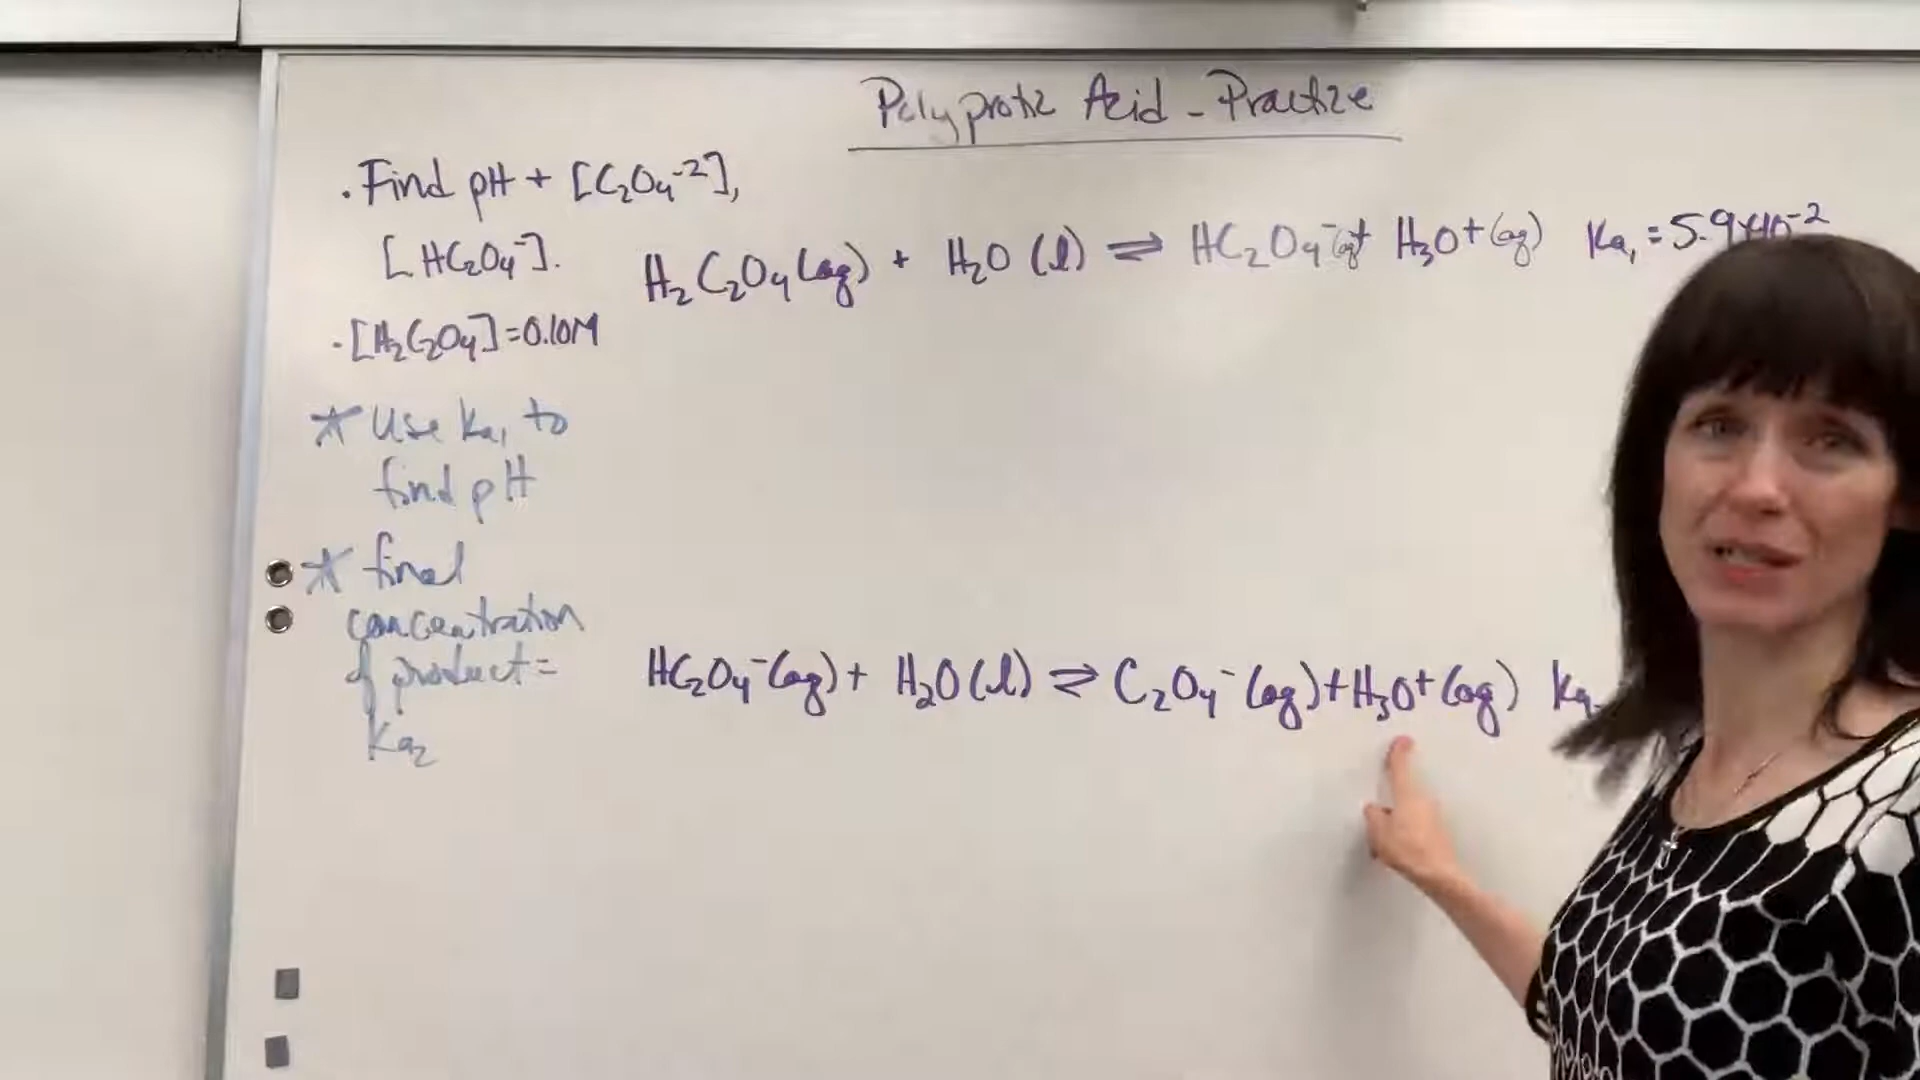 Polyprotic Acid - Practice
. Find pH + [C₂O₄⁻²],
[HC₂O₄⁻].
H₂C₂O₄(aq) + H₂O (l) ⇌ HC₂O₄⁻(aq) + H₃O+(aq) Ka₁ = 5.9x10⁻²
. [H₂C₂O₄] = 0.10M
* Use Ka₁ to
find pH
* final
concentration
of product =
Ka₂
HC₂O₄⁻(aq) + H₂O(l) ⇌ C₂O₄⁻(aq) + H₃O+(aq) Ka